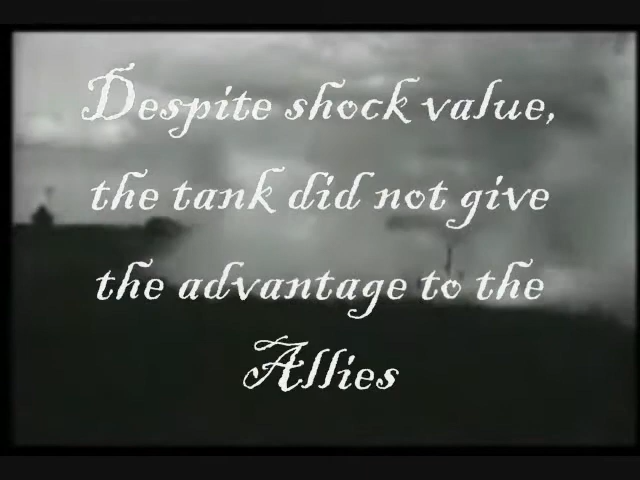 Despite shock value,
the tank did not give
the advantage to the
Allies